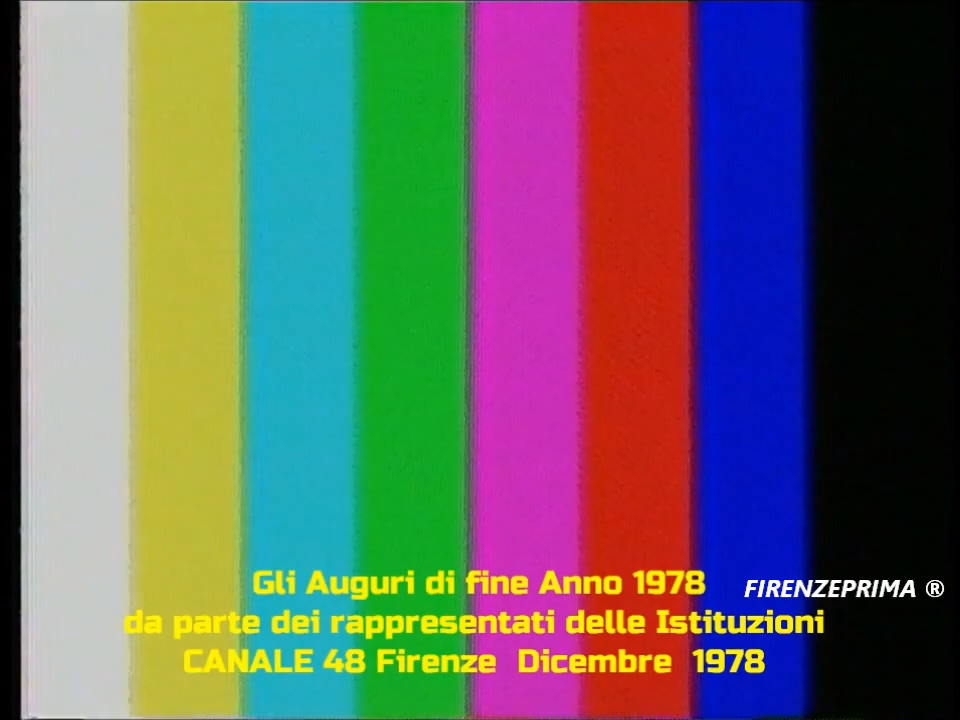 Gli Auguri di fine Anno 1978
FIRENZEPRIMA ®
da parte dei rappresentati delle Istituzioni
CANALE 48 Firenze Dicembre 1978